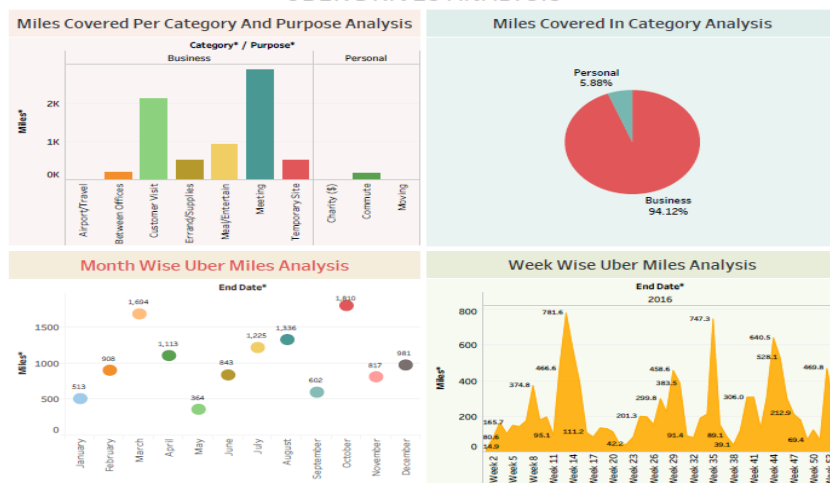 Miles Covered Per Category And Purpose Analysis
Category* / Purpose*
Business
Personal
Miles*
2K
1K
0K
Airport/Travel
Between Offices
Customer Visit
Errand/Supplies
Meal/Entertain
Meeting
Temporary Site
Charity ($)
Commute
Moving
Miles Covered In Category Analysis
Personal
5.88%
Business
94.12%
Month Wise Uber Miles Analysis
End Date*
Miles*
1500
1000
500
0
513
908
1,694
1,113
364
843
1,225
1,336
602
1,810
817
981
January
February
March
April
May
June
July
August
September
October
November
December
Week Wise Uber Miles Analysis
End Date*
2016
Miles*
800
600
400
200
0
165.7
80.6
14.9
374.8
95.1
466.6
781.6
111.2
42.2
201.3
299.8
458.6
383.5
91.4
747.3
89.1
39.1
306.0
640.5
528.1
212.9
69.4
469.8
Week 2
Week 5
Week 8
Week 11
Week 14
Week 17
Week 20
Week 23
Week 26
Week 29
Week 32
Week 35
Week 38
Week 41
Week 44
Week 47
Week 50
Week 53